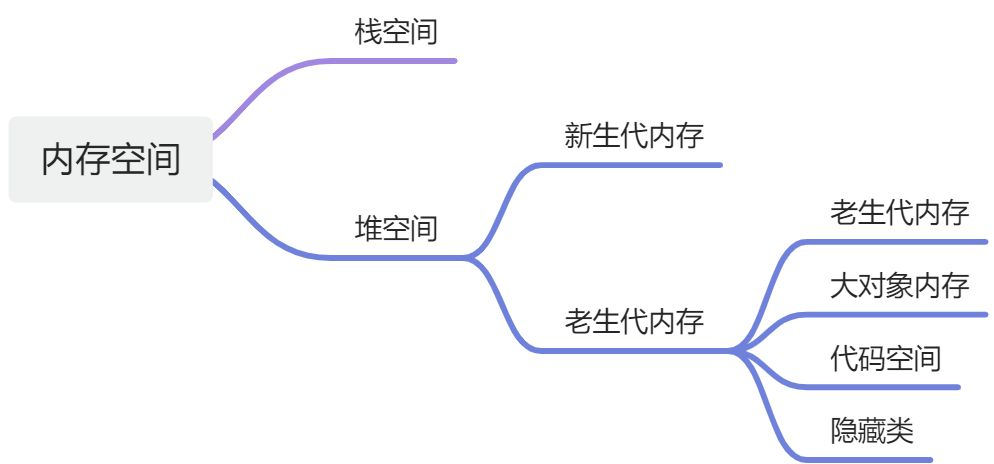 内存空间
栈空间
堆空间
新生代内存
老生代内存
老生代内存
大对象内存
代码空间
隐藏类